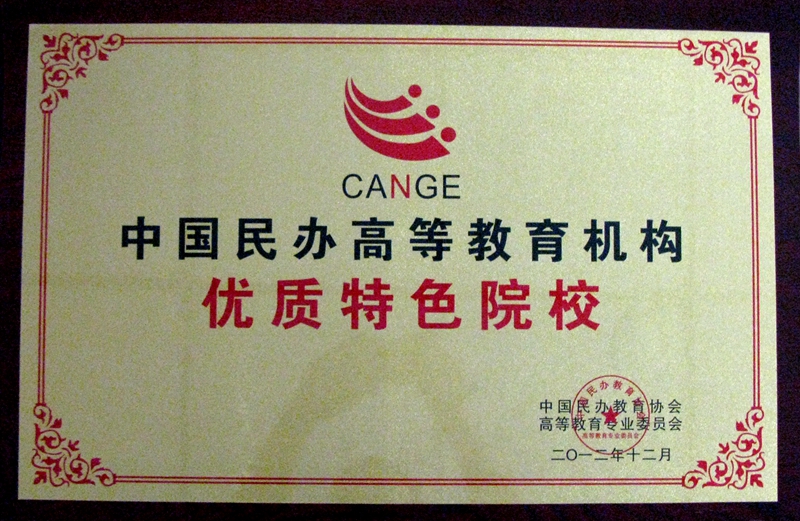 CANGE
中国民办高等教育机构
优质特色院校
中国民办教育协会
高等教育专业委员会
二〇一二年十二月